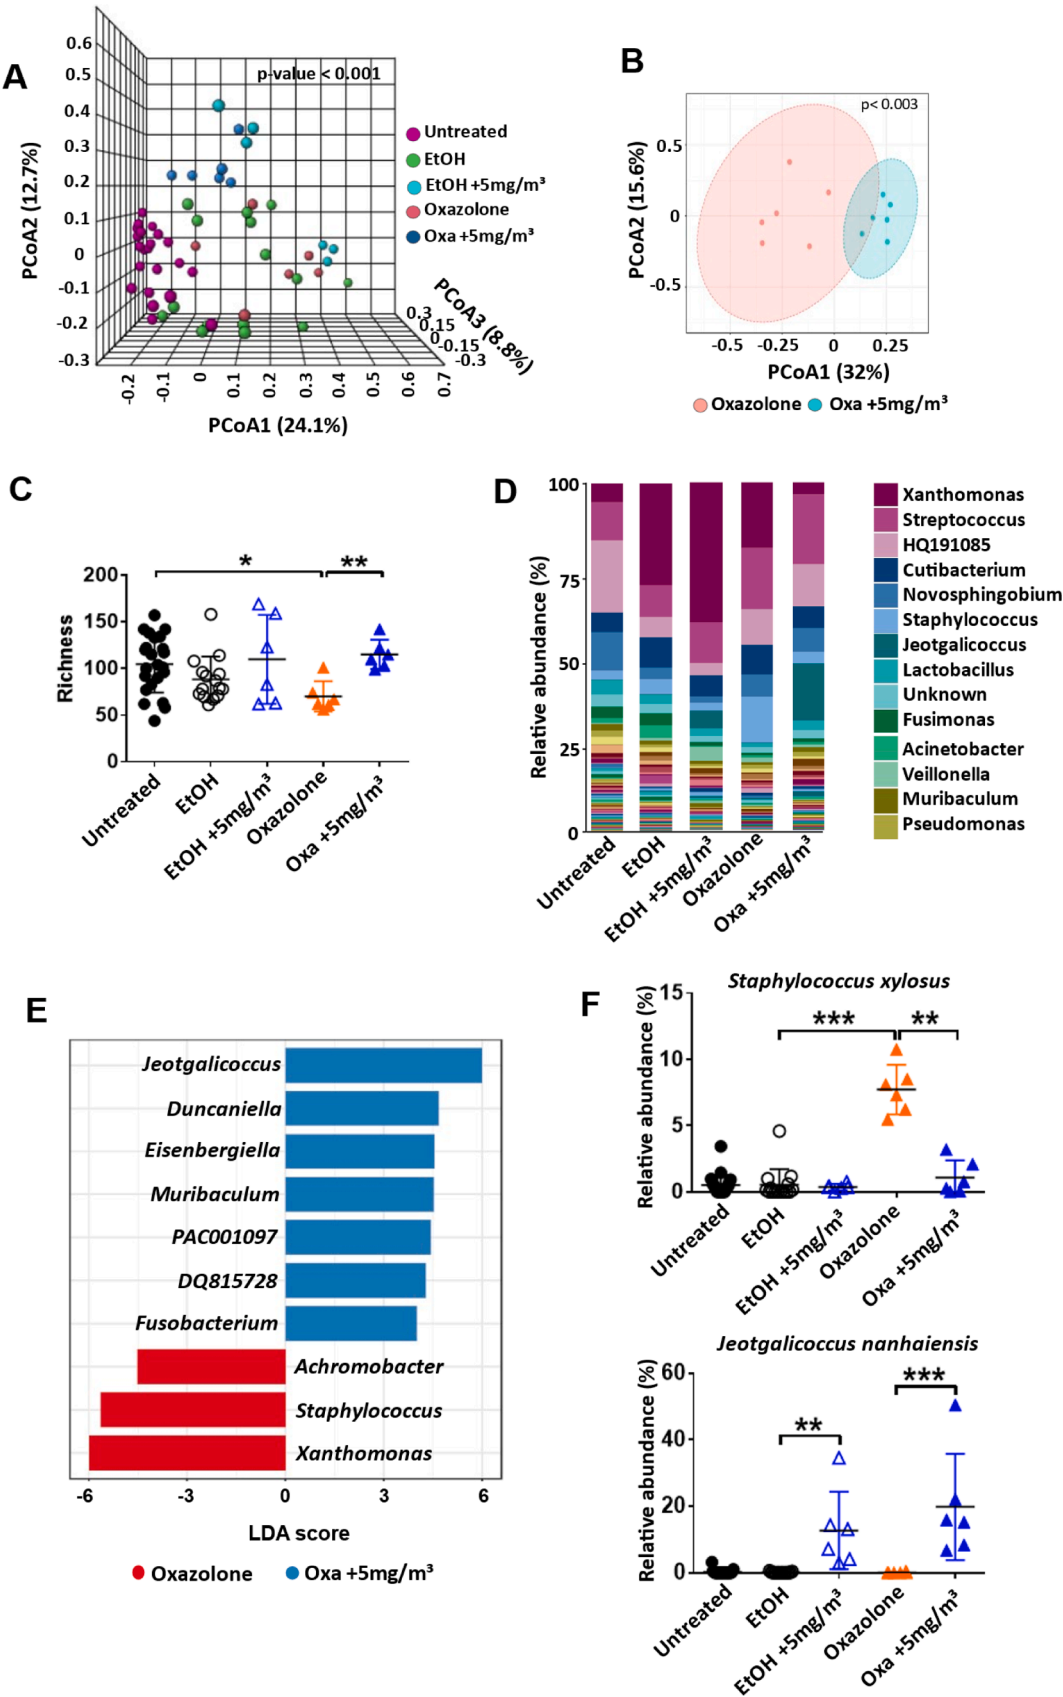 A
p-value < 0.001
0.6
0.5
0.4
0.3
0.2
0.1
0
-0.1
-0.2
-0.3
PCoA2 (12.7%)
-0.2
-0.1
0
0.1
0.2
0.3
0.4
0.5
0.6
0.7
PCoA1 (24.1%)
0.3
0.15
0
-0.15
-0.3
PCoA3 (8.8%)
Untreated
EtOH
EtOH +5mg/m³
Oxazolone
Oxa +5mg/m³
B
p< 0.003
0.5
0
-0.5
PCoA2 (15.6%)
-0.5
-0.25
0
0.25
PCoA1 (32%)
Oxazolone
Oxa +5mg/m³
C
*
**
200
150
100
50
0
Richness
Untreated
EtOH
EtOH +5mg/m³
Oxazolone
Oxa +5mg/m³
D
100
75
50
25
0
Relative abundance (%)
Untreated
EtOH
EtOH +5mg/m³
Oxazolone
Oxa +5mg/m³
Xanthomonas
Streptococcus
HQ191085
Cutibacterium
Novosphingobium
Staphylococcus
Jeotgalicoccus
Lactobacillus
Unknown
Fusimonas
Acinetobacter
Veillonella
Muribaculum
Pseudomonas
E
Jeotgalicoccus
Duncaniella
Eisenbergiella
Muribaculum
PAC001097
DQ815728
Fusobacterium
Achromobacter
Staphylococcus
Xanthomonas
-6
-3
0
3
6
LDA score
Oxazolone
Oxa +5mg/m³
F
Staphylococcus xylosus
***
**
15
10
5
0
Relative abundance (%)
Untreated
EtOH
EtOH +5mg/m³
Oxazolone
Oxa +5mg/m³
Jeotgalicoccus nanhaiensis
**
***
60
40
20
0
Relative abundance (%)
Untreated
EtOH
EtOH +5mg/m³
Oxazolone
Oxa +5mg/m³